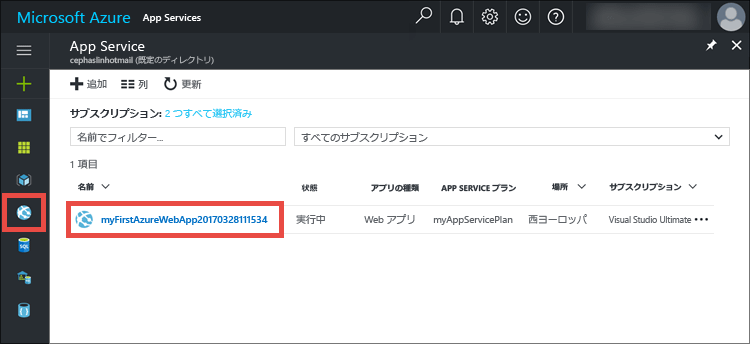 Microsoft Azure App Services
App Service
cephaslinhotmail (既定のディレクトリ)
追加 列 更新
サブスクリプション: 2 つすべて選択済み
名前でフィルター... すべてのサブスクリプション
1 項目
名前 状態 アプリの種類 APP SERVICE プラン 場所 サブスクリプション
myFirstAzureWebApp20170328111534 実行中 Web アプリ myAppServicePlan 西ヨーロッパ Visual Studio Ultimate
SQL